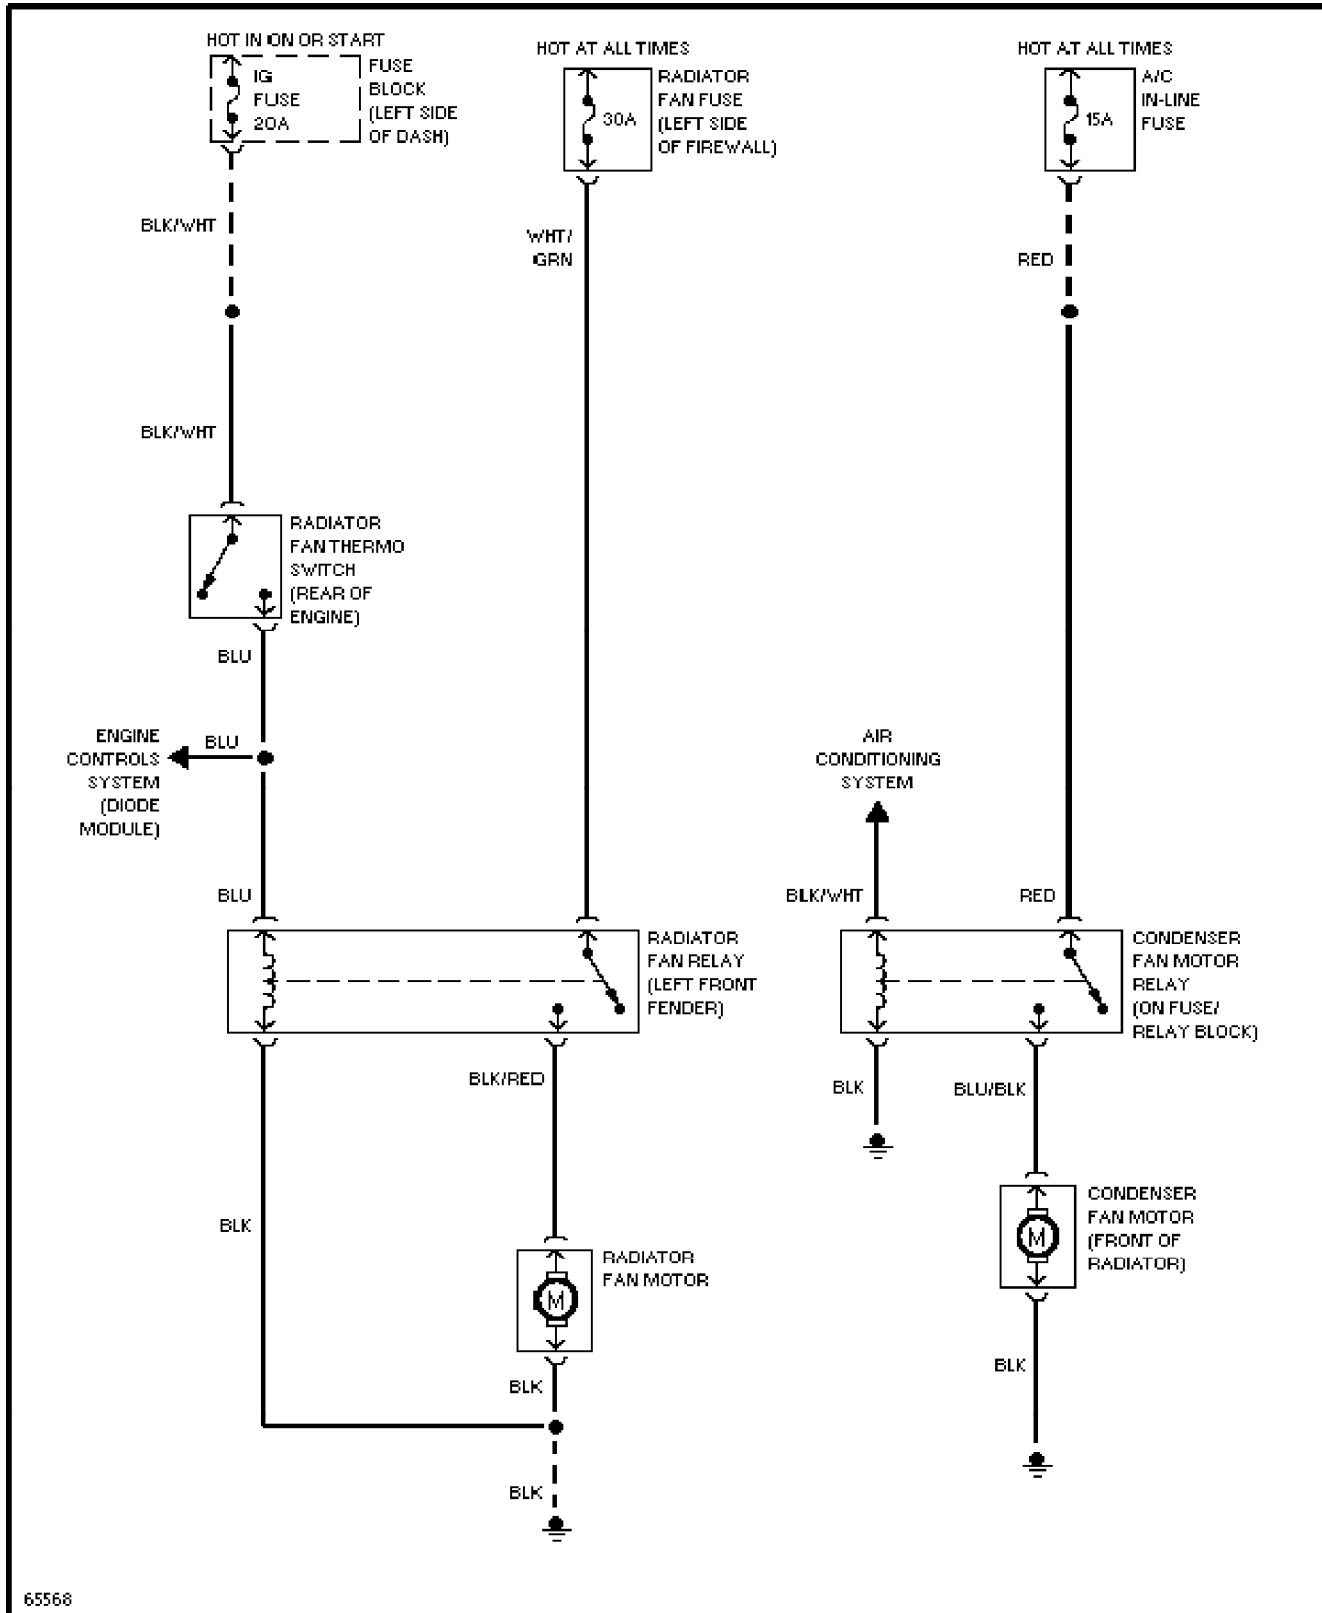 HOT IN ON OR START
IG
FUSE
20A
FUSE
BLOCK
(LEFT SIDE
OF DASH)
HOT AT ALL TIMES
30A
RADIATOR
FAN FUSE
(LEFT SIDE
OF FIREWALL)
HOT AT ALL TIMES
15A
A/C
IN-LINE
FUSE
BLK/WHT
WHT/
GRN
RED
BLK/WHT
RADIATOR
FAN THERMO
SWITCH
(REAR OF
ENGINE)
BLU
ENGINE
CONTROLS
SYSTEM
(DIODE
MODULE)
BLU
AIR
CONDITIONING
SYSTEM
BLU
BLK/WHT
RED
RADIATOR
FAN RELAY
(LEFT FRONT
FENDER)
CONDENSER
FAN MOTOR
RELAY
(ON FUSE/
RELAY BLOCK)
BLK/RED
BLK
BLU/BLK
BLK
M
RADIATOR
FAN MOTOR
M
CONDENSER
FAN MOTOR
(FRONT OF
RADIATOR)
BLK
BLK
BLK
65568